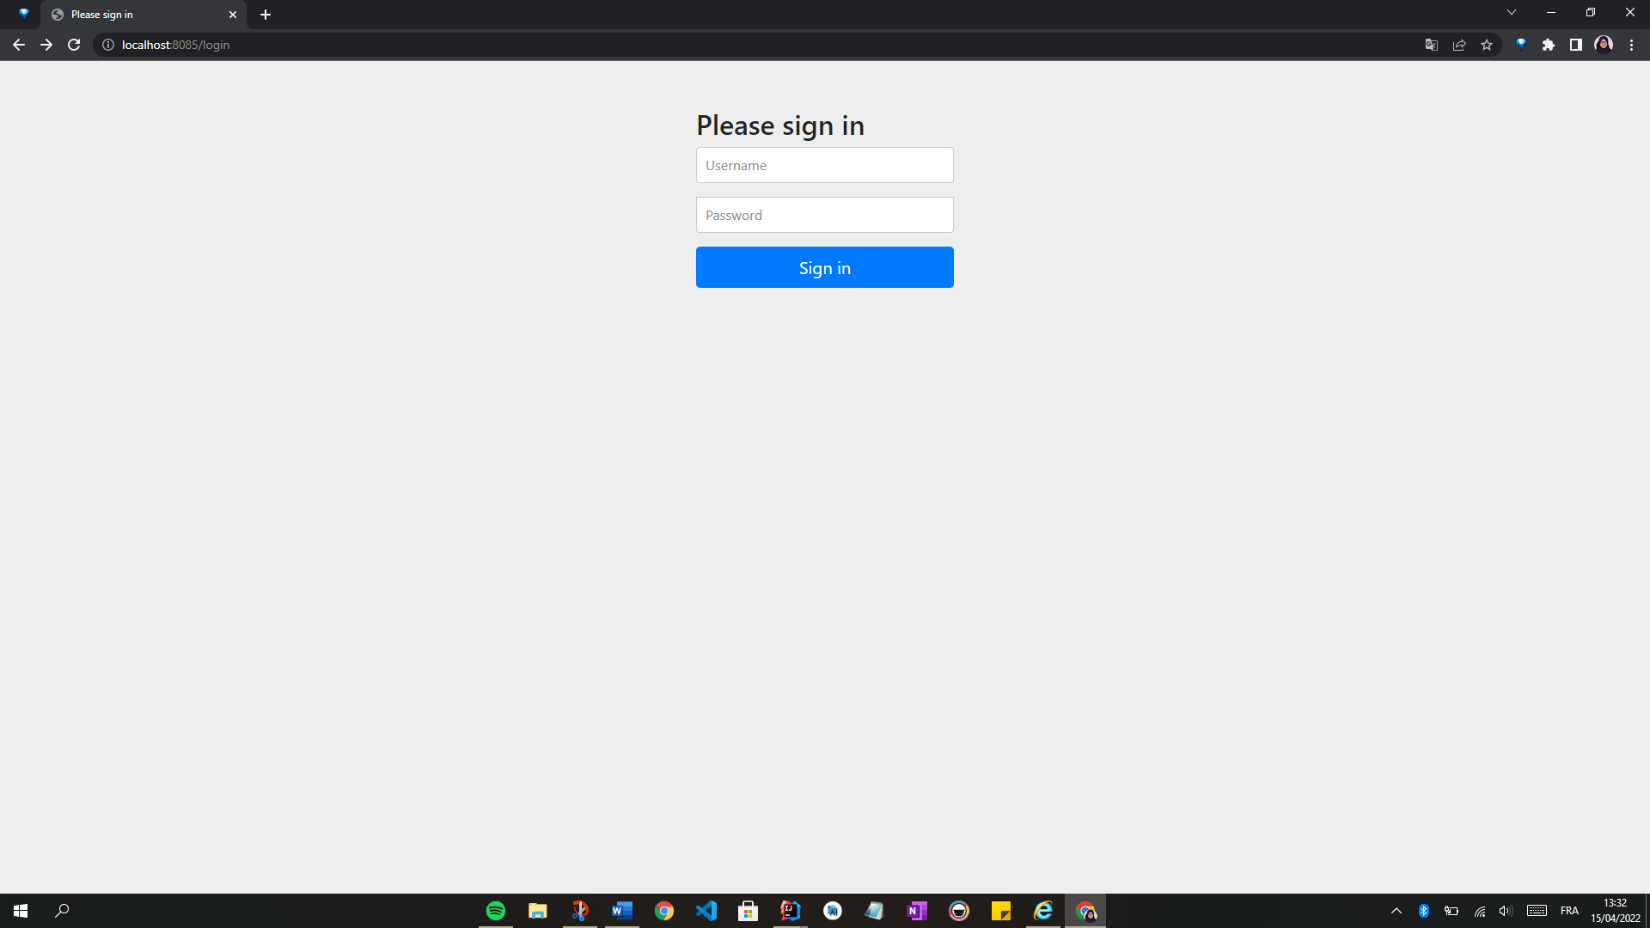 Please sign in
localhost:8085/login
Please sign in
Username
Password
Sign in
FRA
13:32
15/04/2022